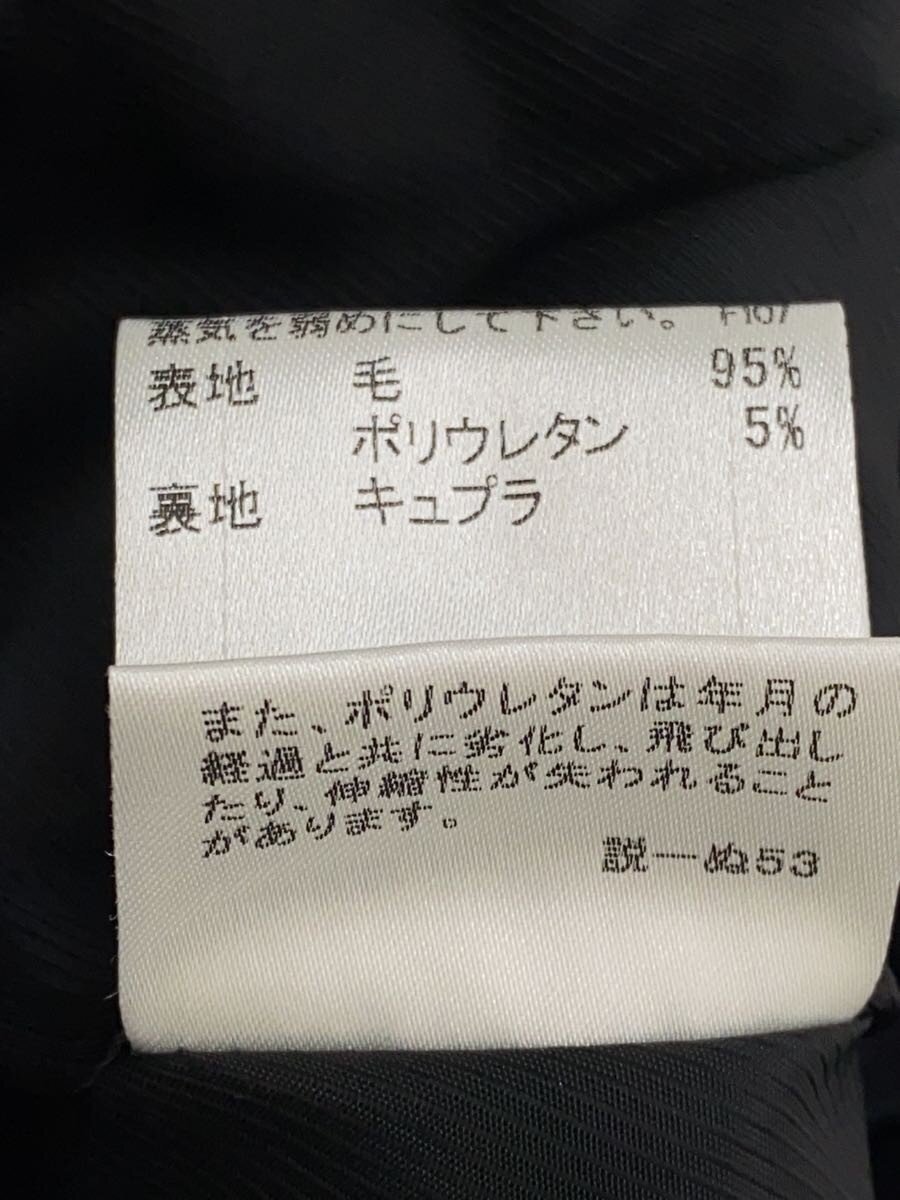 蒸気を弱めにして下さい。 F107
表地 毛 95%
ポリウレタン 5%
裏地 キュプラ
また、ポリウレタンは年月の
経過と共に劣化し、飛び出し
たり、伸縮性が失われること
があります。
説－ぬ53